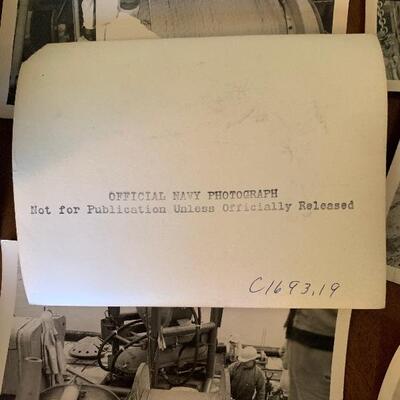 OFFICIAL NAVY PHOTOGRAPH
Not for Publication Unless Officially Released
C1693.19